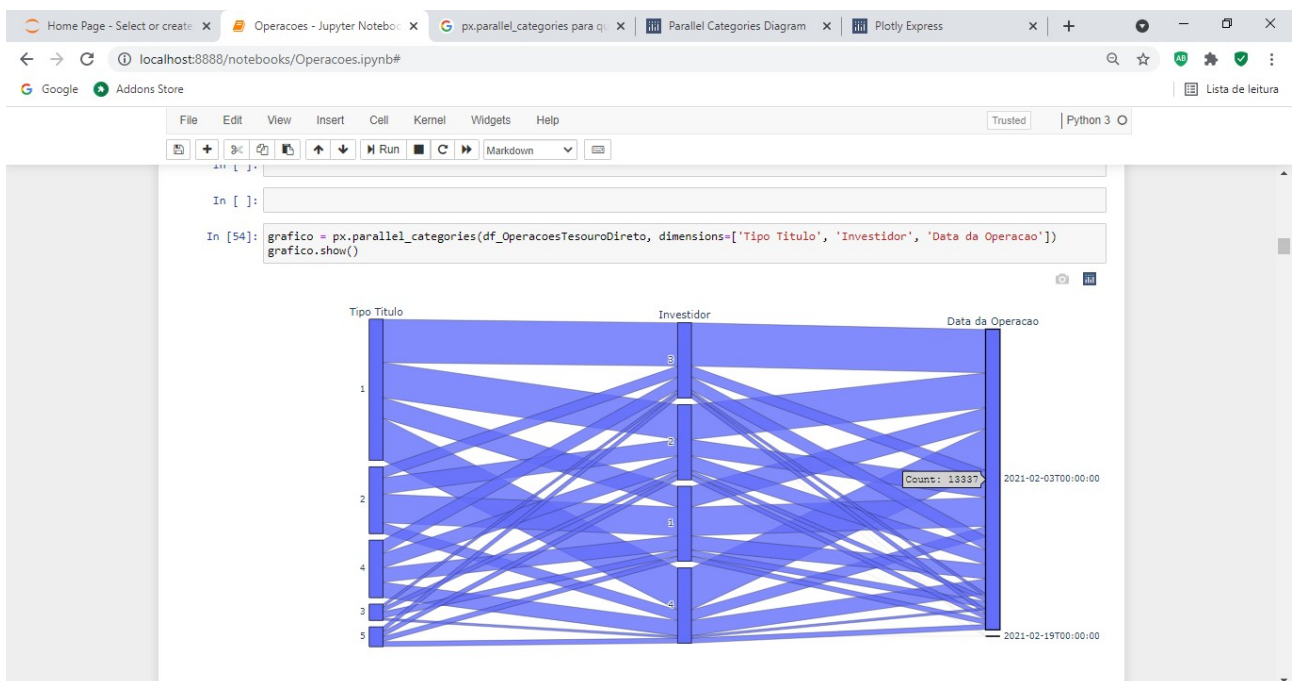 Home Page - Select or create
Operacoes - Jupyter Noteboo
px.parallel_categories para qu
Parallel Categories Diagram
Plotly Express
localhost:8888/notebooks/Operacoes.ipynb#
Google Addons Store Lista de leitura
File Edit View Insert Cell Kernel Widgets Help Trusted Python 3
Run Markdown
In [ ]:
In [ ]:
In [54]: grafico = px.parallel_categories(df_OperacoesTesouroDireto, dimensions=['Tipo Titulo', 'Investidor', 'Data da Operacao'])
grafico.show()
Tipo Titulo Investidor Data da Operacao
3
1
2
Count: 13337 2021-02-03T00:00:00
2
1
4
4
3
5 2021-02-19T00:00:00